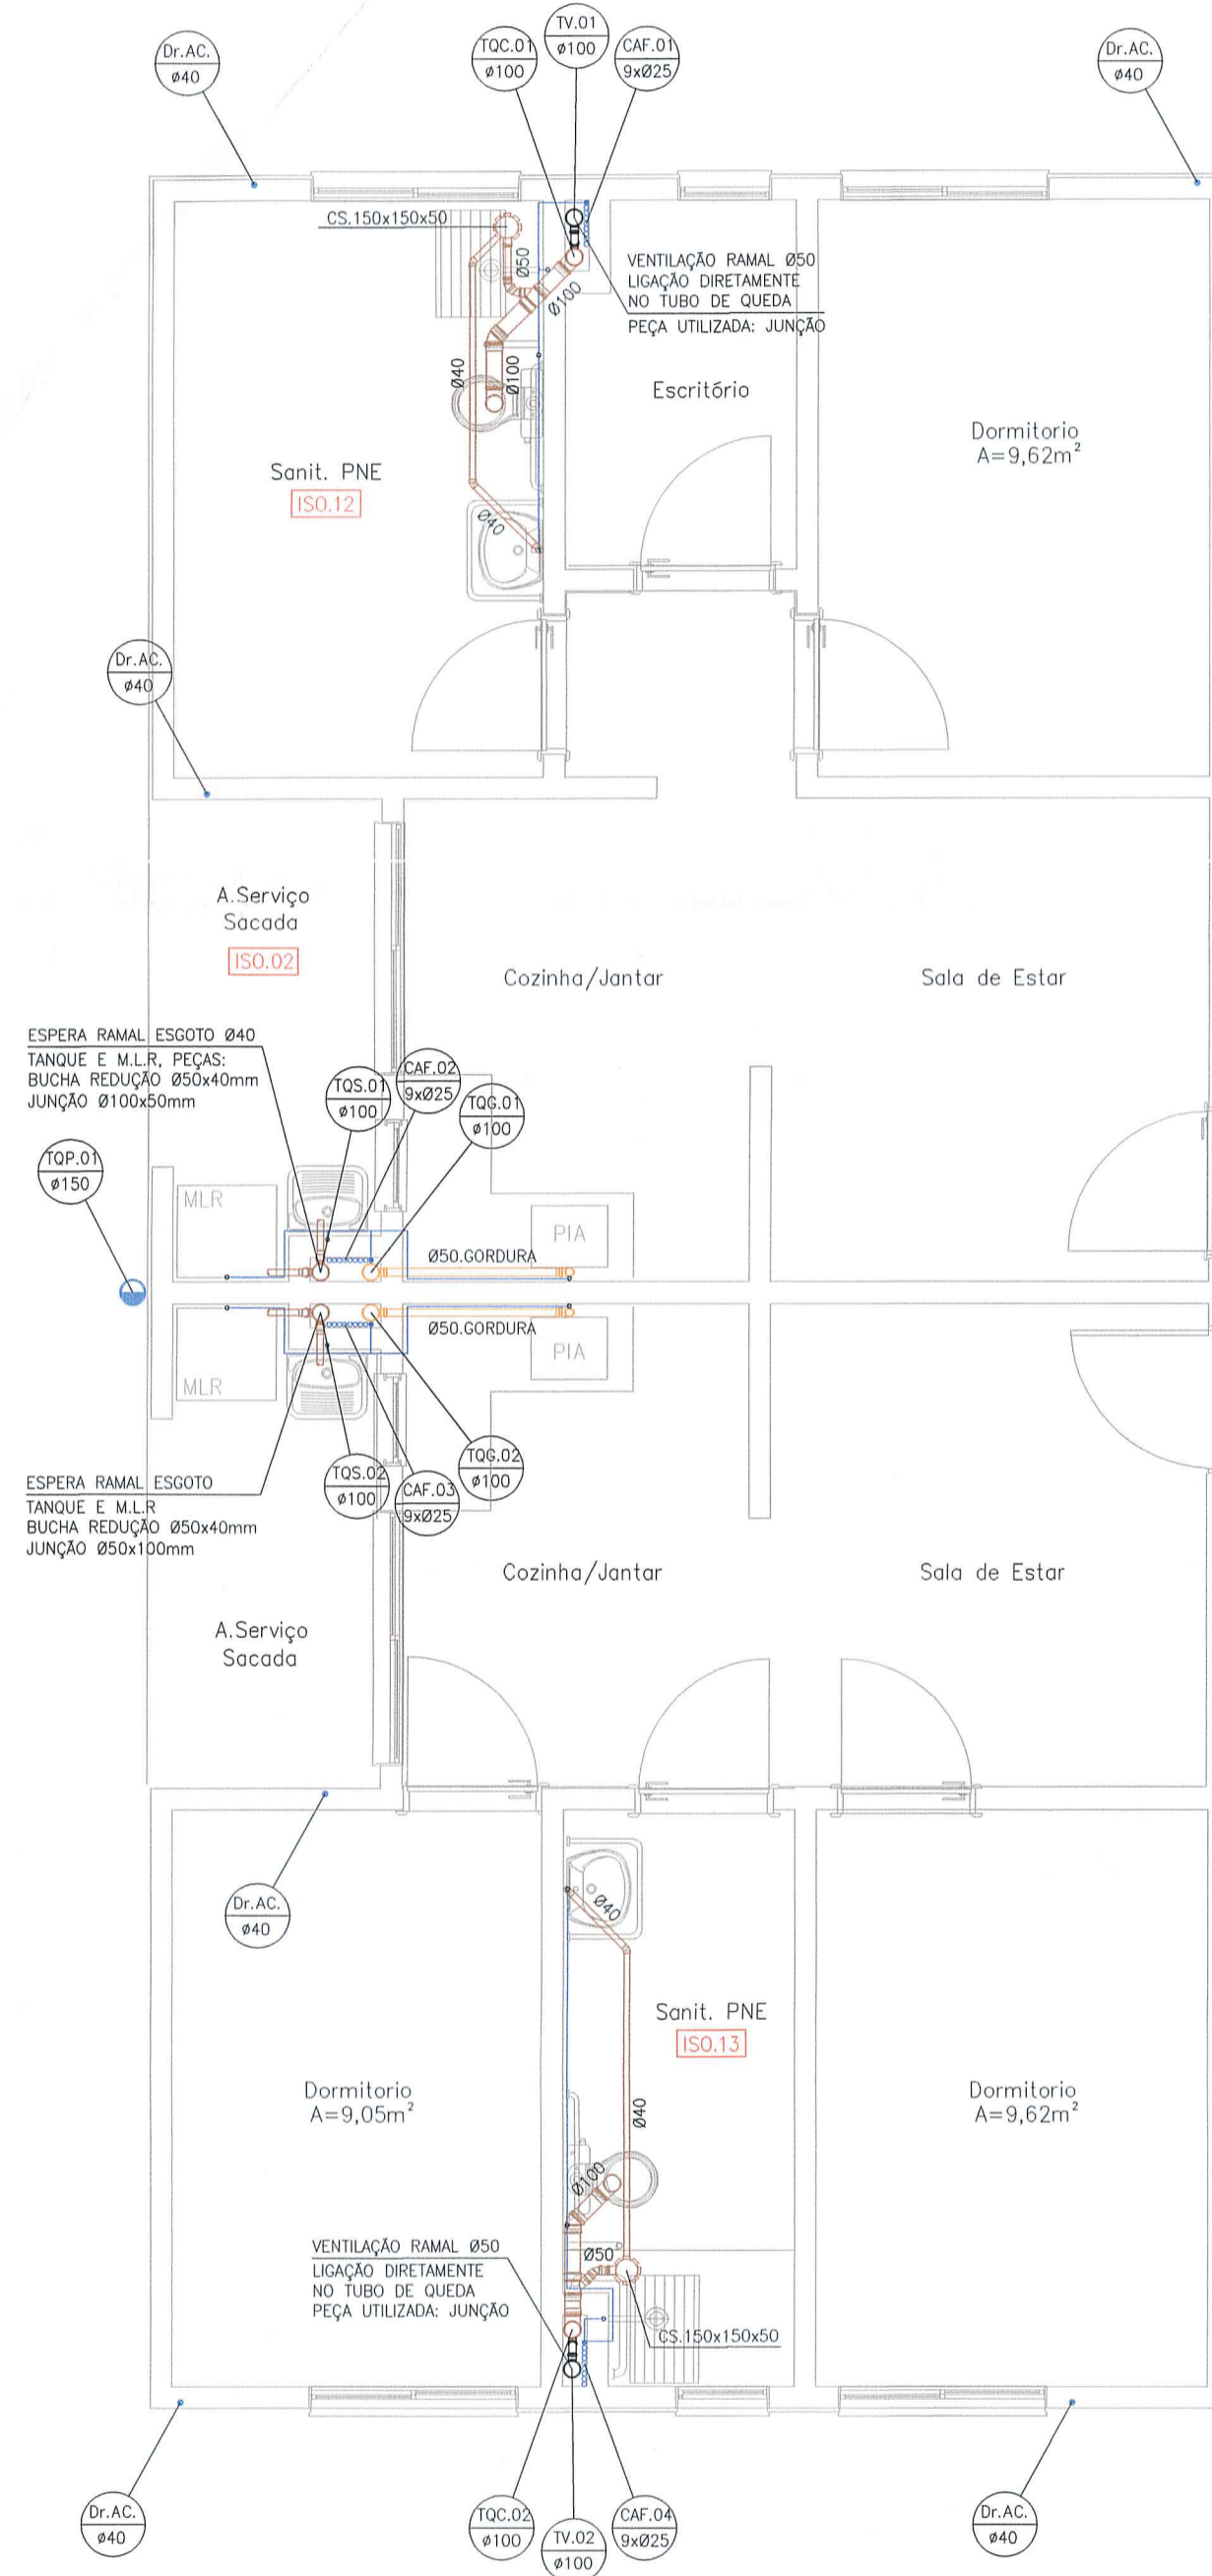 TV.01
ø100
TQC.01
ø100
CAF.01
9xØ25
Dr.AC.
ø40
Dr.AC.
ø40
CS.150x150x50
Ø50
Ø100
VENTILAÇÃO RAMAL Ø50
LIGAÇÃO DIRETAMENTE
NO TUBO DE QUEDA
PEÇA UTILIZADA: JUNÇÃO
Ø40
Ø100
Escritório
Dormitorio
A=9,62m²
Sanit. PNE
ISO.12
Ø40
Dr.AC.
ø40
A.Serviço
Sacada
ISO.02
Cozinha/Jantar
Sala de Estar
ESPERA RAMAL ESGOTO Ø40
TANQUE E M.L.R, PEÇAS:
BUCHA REDUÇÃO Ø50x40mm
JUNÇÃO Ø100x50mm
TQS.01
ø100
CAF.02
9xØ25
TQG.01
ø100
TQP.01
ø150
MLR
PIA
Ø50.GORDURA
Ø50.GORDURA
PIA
MLR
TQS.02
ø100
CAF.03
9xØ25
TQG.02
ø100
ESPERA RAMAL ESGOTO
TANQUE E M.L.R
BUCHA REDUÇÃO Ø50x40mm
JUNÇÃO Ø50x100mm
Cozinha/Jantar
Sala de Estar
A.Serviço
Sacada
Dr.AC.
ø40
Ø40
Sanit. PNE
ISO.13
Dormitorio
A=9,05m²
Dormitorio
A=9,62m²
Ø40
Ø100
VENTILAÇÃO RAMAL Ø50
LIGAÇÃO DIRETAMENTE
NO TUBO DE QUEDA
PEÇA UTILIZADA: JUNÇÃO
Ø50
CS.150x150x50
Dr.AC.
ø40
TQC.02
ø100
TV.02
ø100
CAF.04
9xØ25
Dr.AC.
ø40